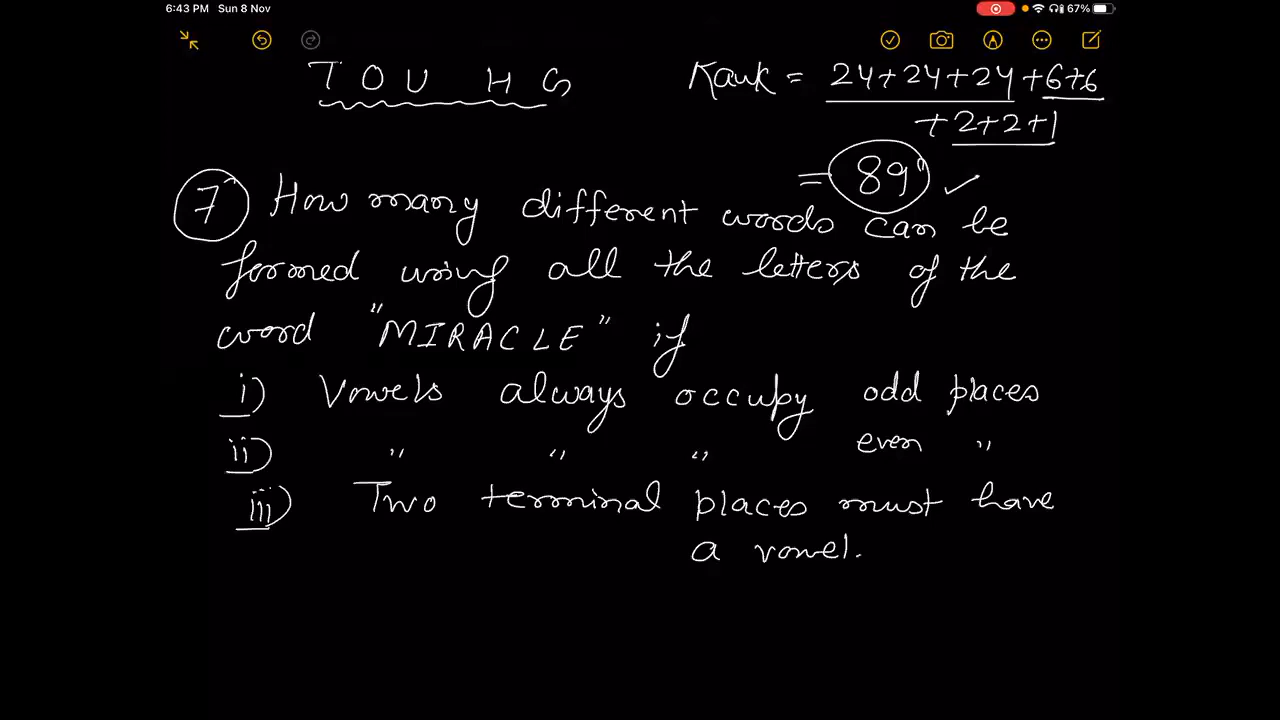 6:43 PM Sun 8 Nov 67%
T O U H G Rank = 24+24+24+6+6
+2+2+1
= 89
7 How many different words can be
formed using all the letters of the
word "MIRACLE" if
i) Vowels always occupy odd places
ii) " " " even "
iii) Two terminal places must have
a vowel.